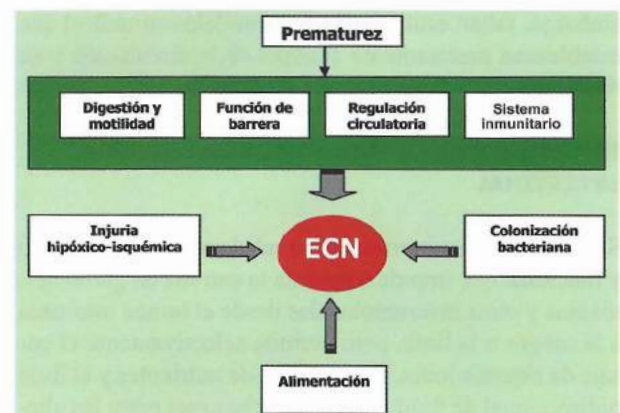 Prematurez
Digestión y
motilidad
Función de
barrera
Regulación
circulatoria
Sistema
inmunitario
Injuria
hipóxico-isquémica
ECN
Colonización
bacteriana
Alimentación